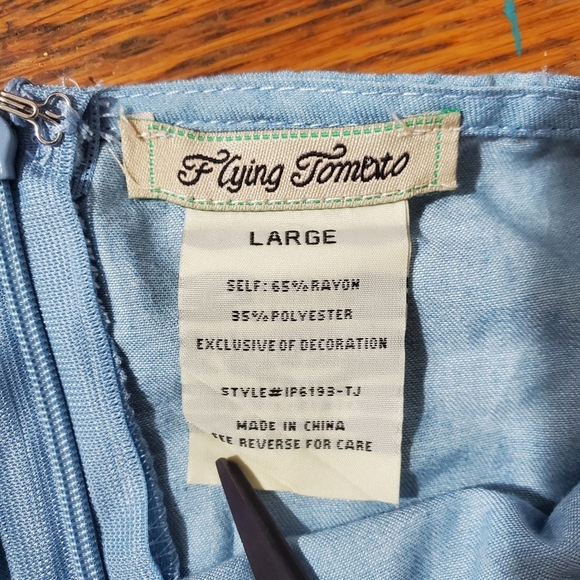 Flying Tomato
LARGE
SELF: 65% RAYON
35% POLYESTER
EXCLUSIVE OF DECORATION
STYLE# IP6193-TJ
MADE IN CHINA
SEE REVERSE FOR CARE